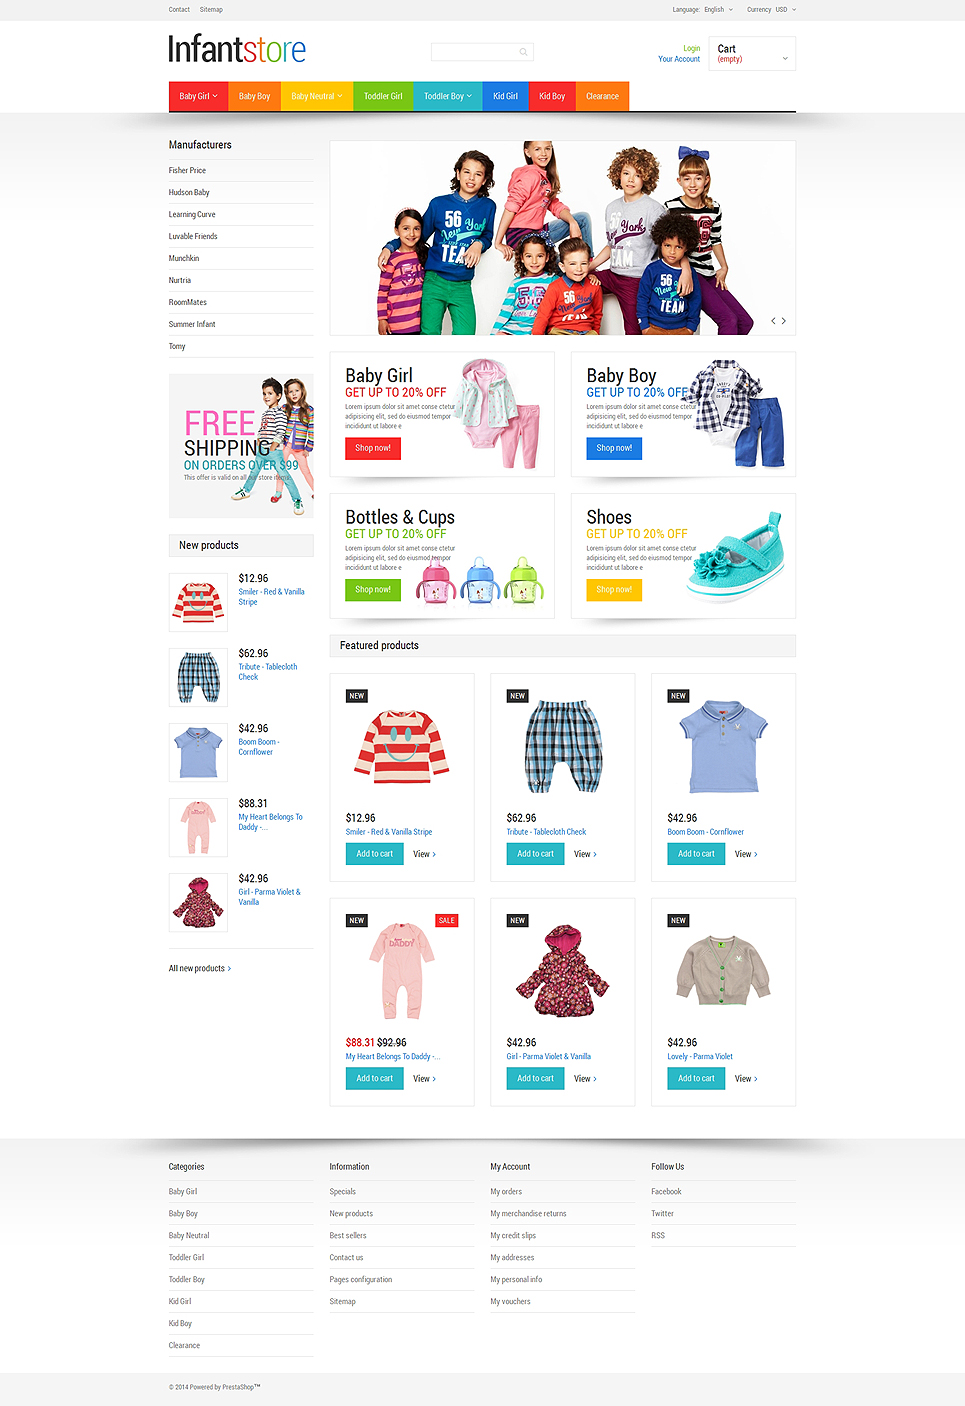 Contact Sitemap Language: English Currency USD
Infantstore
Login
Your Account
Cart
(empty)
Baby Girl Baby Boy Baby Neutral Toddler Girl Toddler Boy Kid Girl Kid Boy Clearance
Manufacturers
Fisher Price
Hudson Baby
Learning Curve
Luvable Friends
Munchkin
Nurtria
RoomMates
Summer Infant
Tomy
FREE
SHIPPING
ON ORDERS OVER $99
This offer is valid on all our store items
New products
$12.96
Smiler - Red & Vanilla
Stripe
$62.96
Tribute - Tablecloth
Check
$42.96
Boom Boom -
Cornflower
$88.31
My Heart Belongs To
Daddy -...
$42.96
Girl - Parma Violet &
Vanilla
All new products
56
New York
TEAM
56
York
56
56
New York
TEAM
Baby Girl
GET UP TO 20% OFF
Lorem ipsum dolor sit amet conse ctetur
adipisicing elit, sed do eiusmod tempor
incididunt ut labore e
Shop now!
Baby Boy
GET UP TO 20% OFF
Lorem ipsum dolor sit amet conse ctetur
adipisicing elit, sed do eiusmod tempor
incididunt ut labore e
Shop now!
Bottles & Cups
GET UP TO 20% OFF
Lorem ipsum dolor sit amet conse ctetur
adipisicing elit, sed do eiusmod tempor
incididunt ut labore e
Shop now!
Shoes
GET UP TO 20% OFF
Lorem ipsum dolor sit amet conse ctetur
adipisicing elit, sed do eiusmod tempor
incididunt ut labore e
Shop now!
Featured products
NEW
$12.96
Smiler - Red & Vanilla Stripe
Add to cart View
NEW
$62.96
Tribute - Tablecloth Check
Add to cart View
NEW
$42.96
Boom Boom - Cornflower
Add to cart View
NEW SALE
DADDY
$88.31 $92.96
My Heart Belongs To Daddy -...
Add to cart View
NEW
$42.96
Girl - Parma Violet & Vanilla
Add to cart View
NEW
$42.96
Lovely - Parma Violet
Add to cart View
Categories
Baby Girl
Baby Boy
Baby Neutral
Toddler Girl
Toddler Boy
Kid Girl
Kid Boy
Clearance
Information
Specials
New products
Best sellers
Contact us
Pages configuration
Sitemap
My Account
My orders
My merchandise returns
My credit slips
My addresses
My personal info
My vouchers
Follow Us
Facebook
Twitter
RSS
© 2014 Powered by PrestaShop™